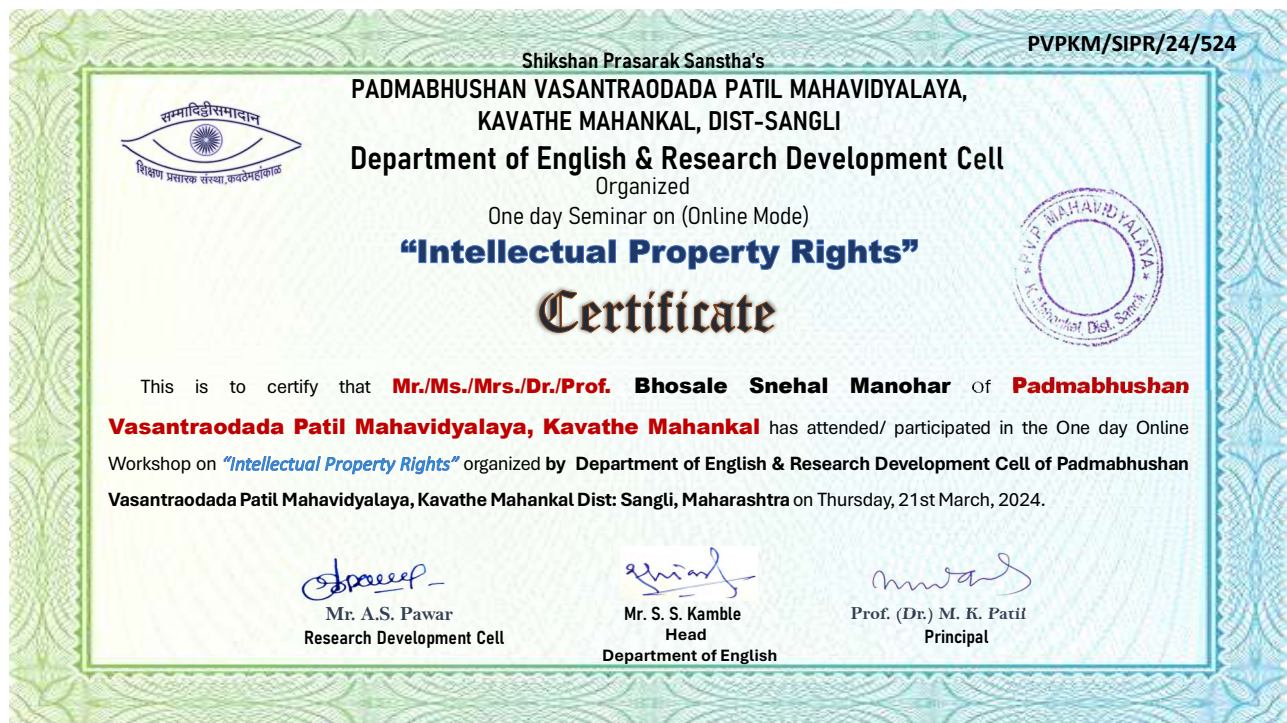 PVPKM/SIPR/24/524
Shikshan Prasarak Sanstha's
PADMABHUSHAN VASANTRAODADA PATIL MAHAVIDYALAYA,
KAVATHE MAHANKAL, DIST-SANGLI
Department of English & Research Development Cell
Organized
One day Seminar on (Online Mode)
“Intellectual Property Rights”
Certificate
सम्मादिट्ठीसमादान
शिक्षण प्रसारक संस्था,कवठेमहांकाळ
* P.V.P. MAHAVIDYALAYA *
K. Mahankal, Dist. Sangli.
This is to certify that Mr./Ms./Mrs./Dr./Prof. Bhosale Snehal Manohar Of Padmabhushan
Vasantraodada Patil Mahavidyalaya, Kavathe Mahankal has attended/ participated in the One day Online
Workshop on “Intellectual Property Rights” organized by Department of English & Research Development Cell of Padmabhushan
Vasantraodada Patil Mahavidyalaya, Kavathe Mahankal Dist: Sangli, Maharashtra on Thursday, 21st March, 2024.
Mr. A.S. Pawar
Research Development Cell
Mr. S. S. Kamble
Head
Department of English
Prof. (Dr.) M. K. Patil
Principal